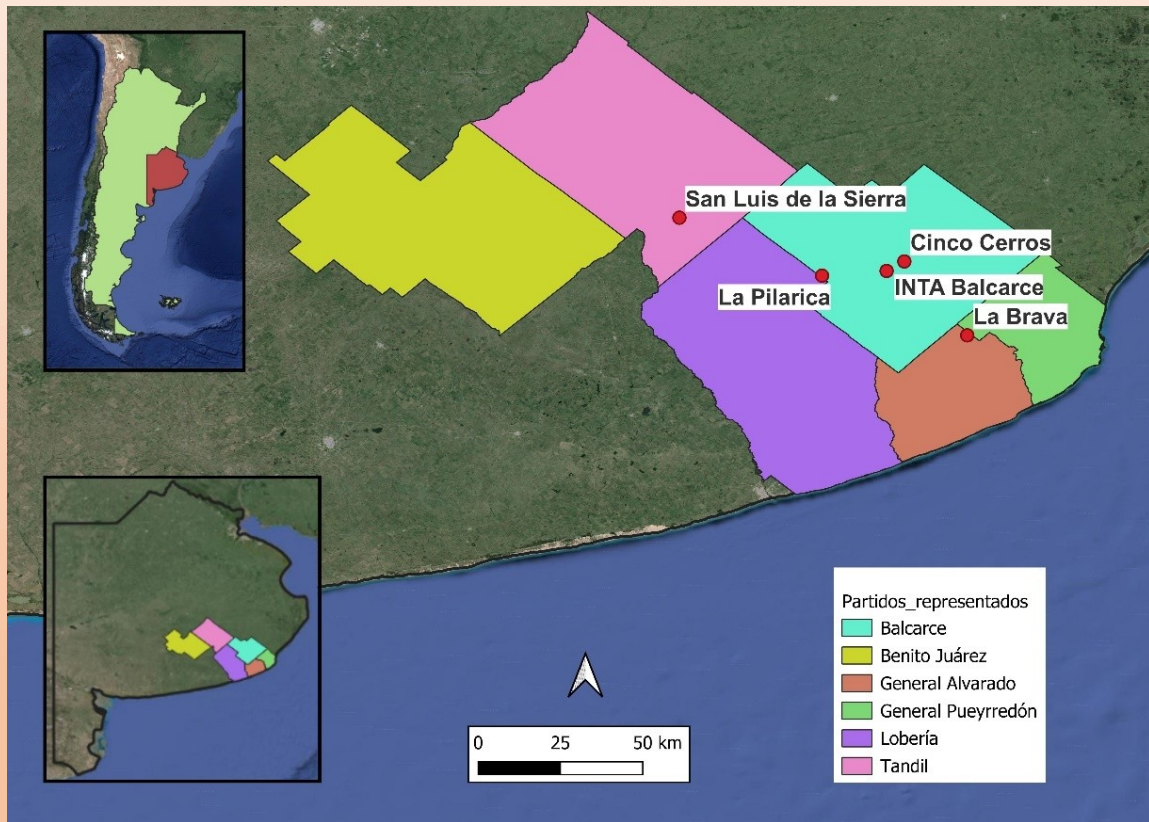 San Luis de la Sierra
Cinco Cerros
INTA Balcarce
La Pilarica
La Brava
Partidos_representados
Balcarce
Benito Juárez
General Alvarado
General Pueyrredón
Lobería
Tandil
0 25 50 km